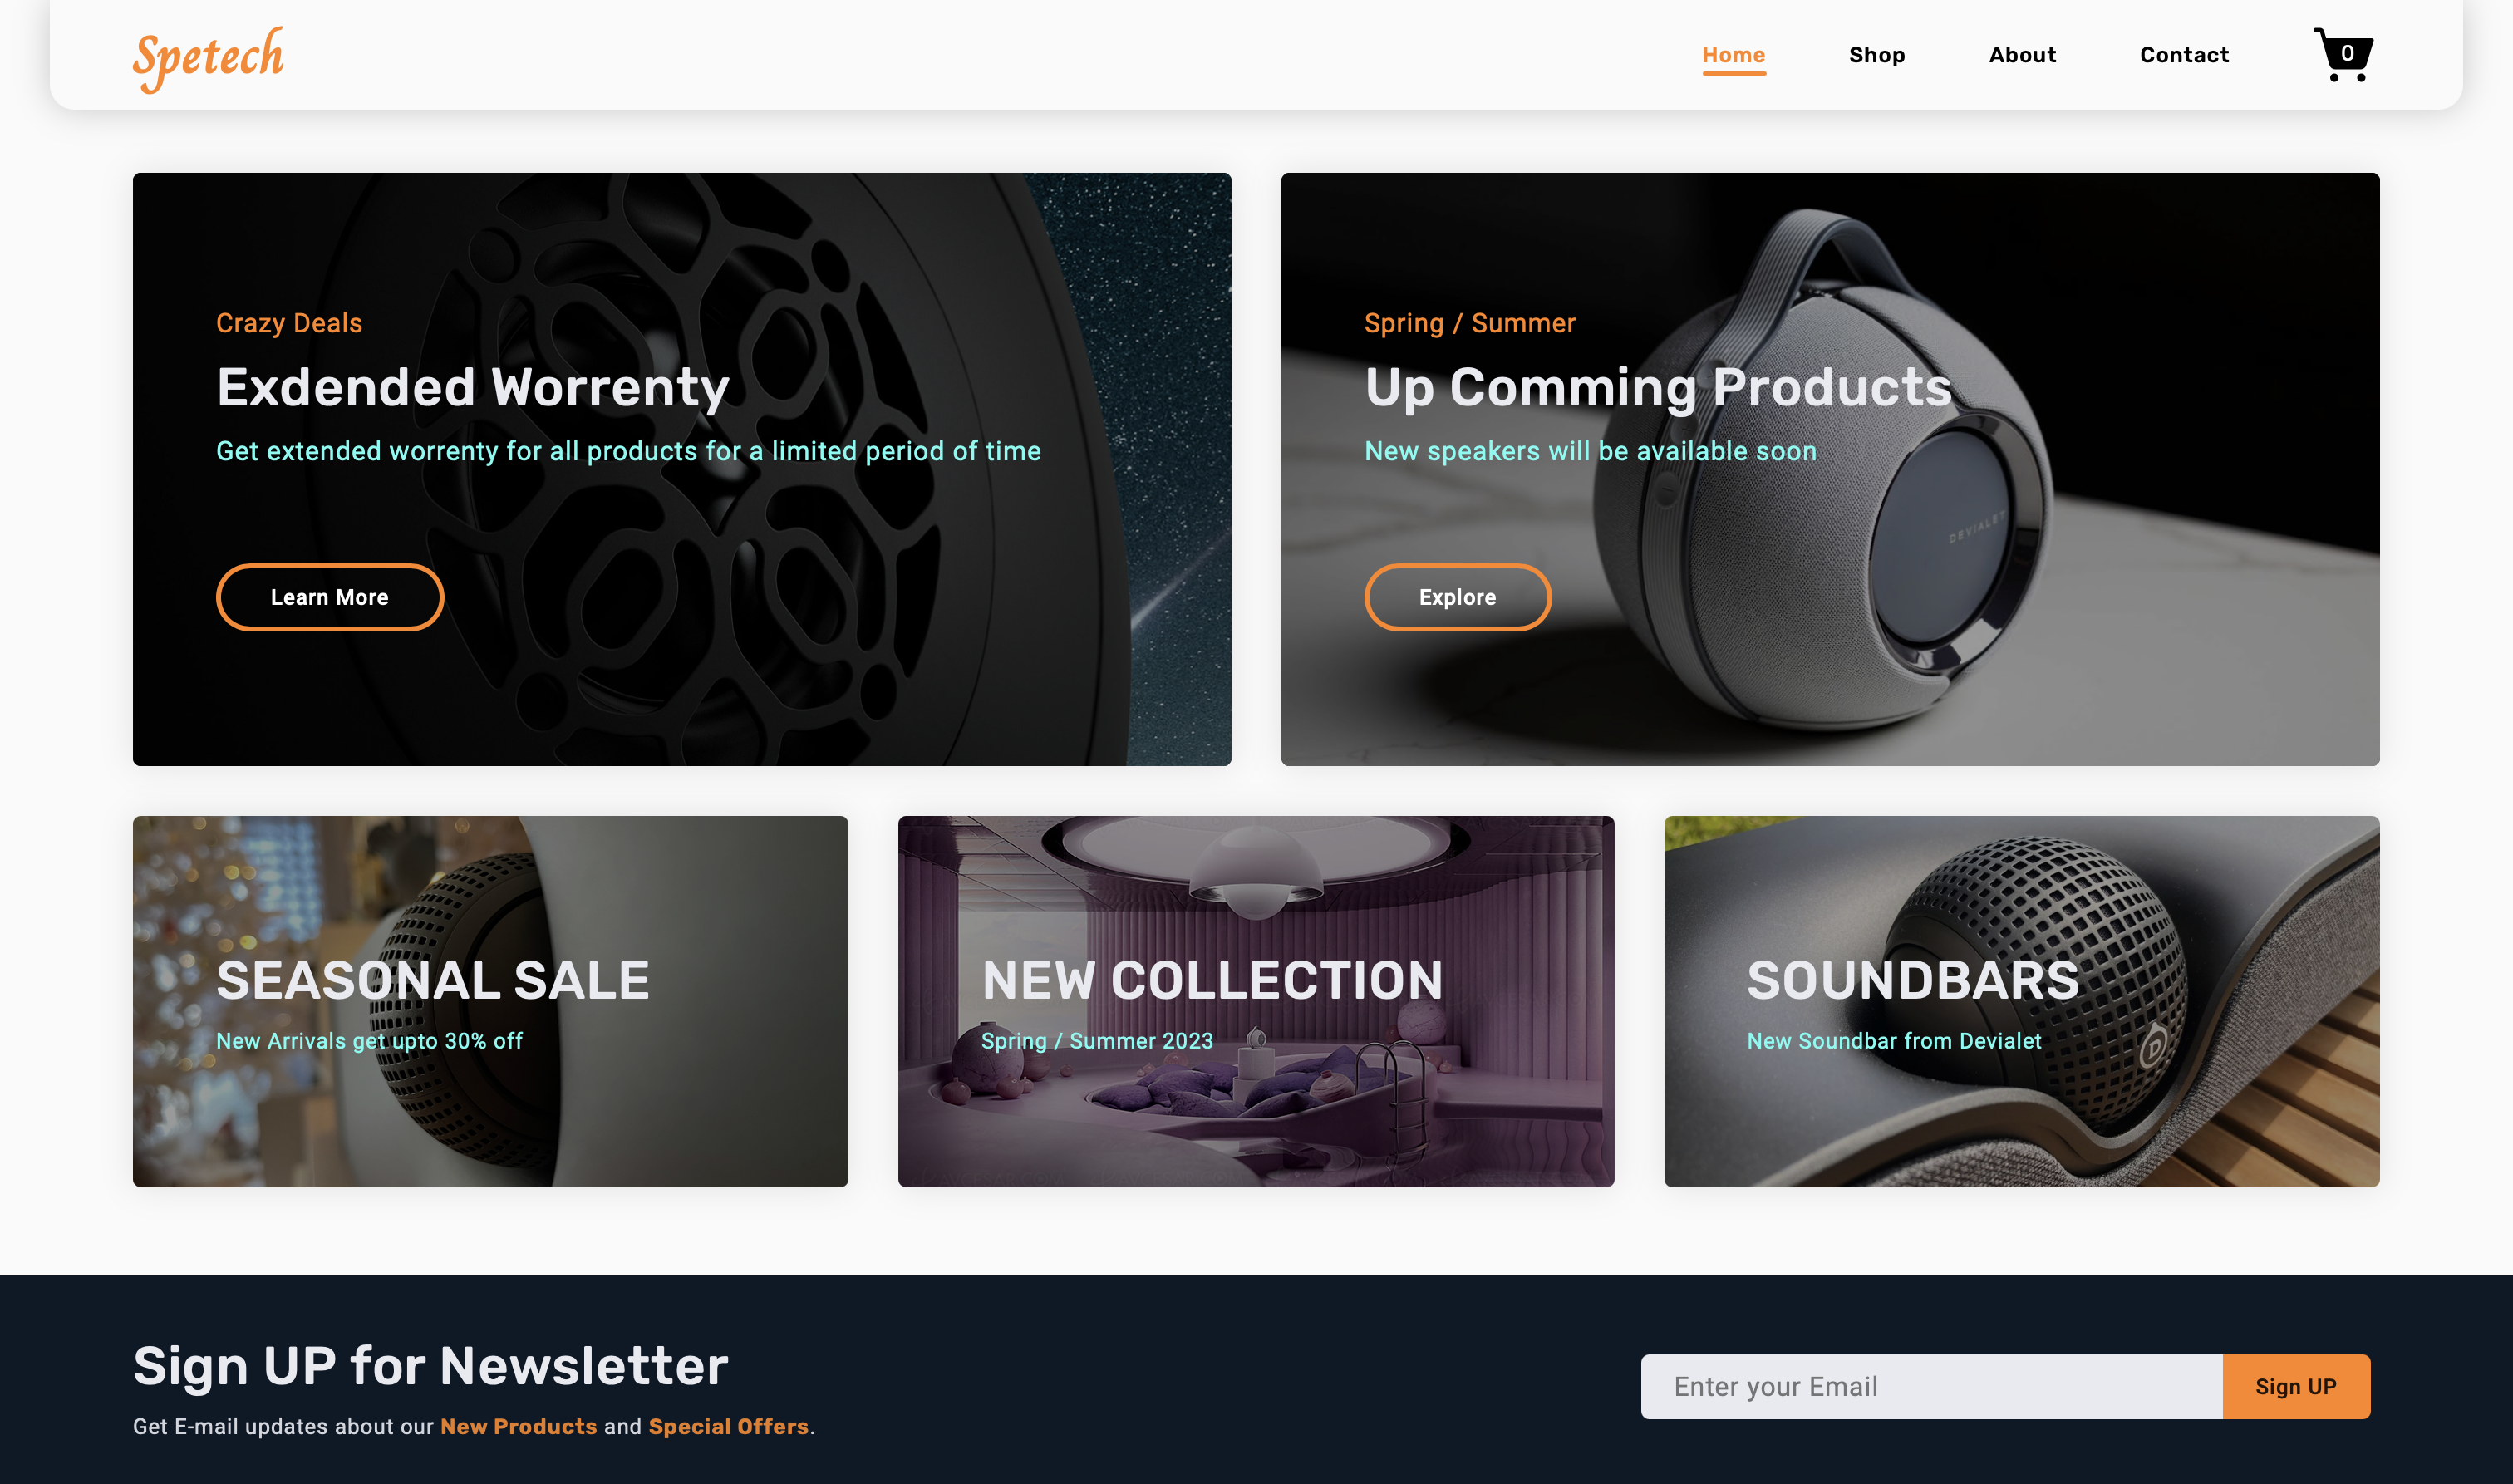 Spetech
Home
Shop
About
Contact
0
Crazy Deals
Exdended Worrenty
Get extended worrenty for all products for a limited period of time
Learn More
Spring / Summer
Up Comming Products
New speakers will be available soon
Explore
DEVIALET
SEASONAL SALE
New Arrivals get upto 30% off
NEW COLLECTION
Spring / Summer 2023
SOUNDBARS
New Soundbar from Devialet
D
Sign UP for Newsletter
Get E-mail updates about our New Products and Special Offers.
Enter your Email
Sign UP